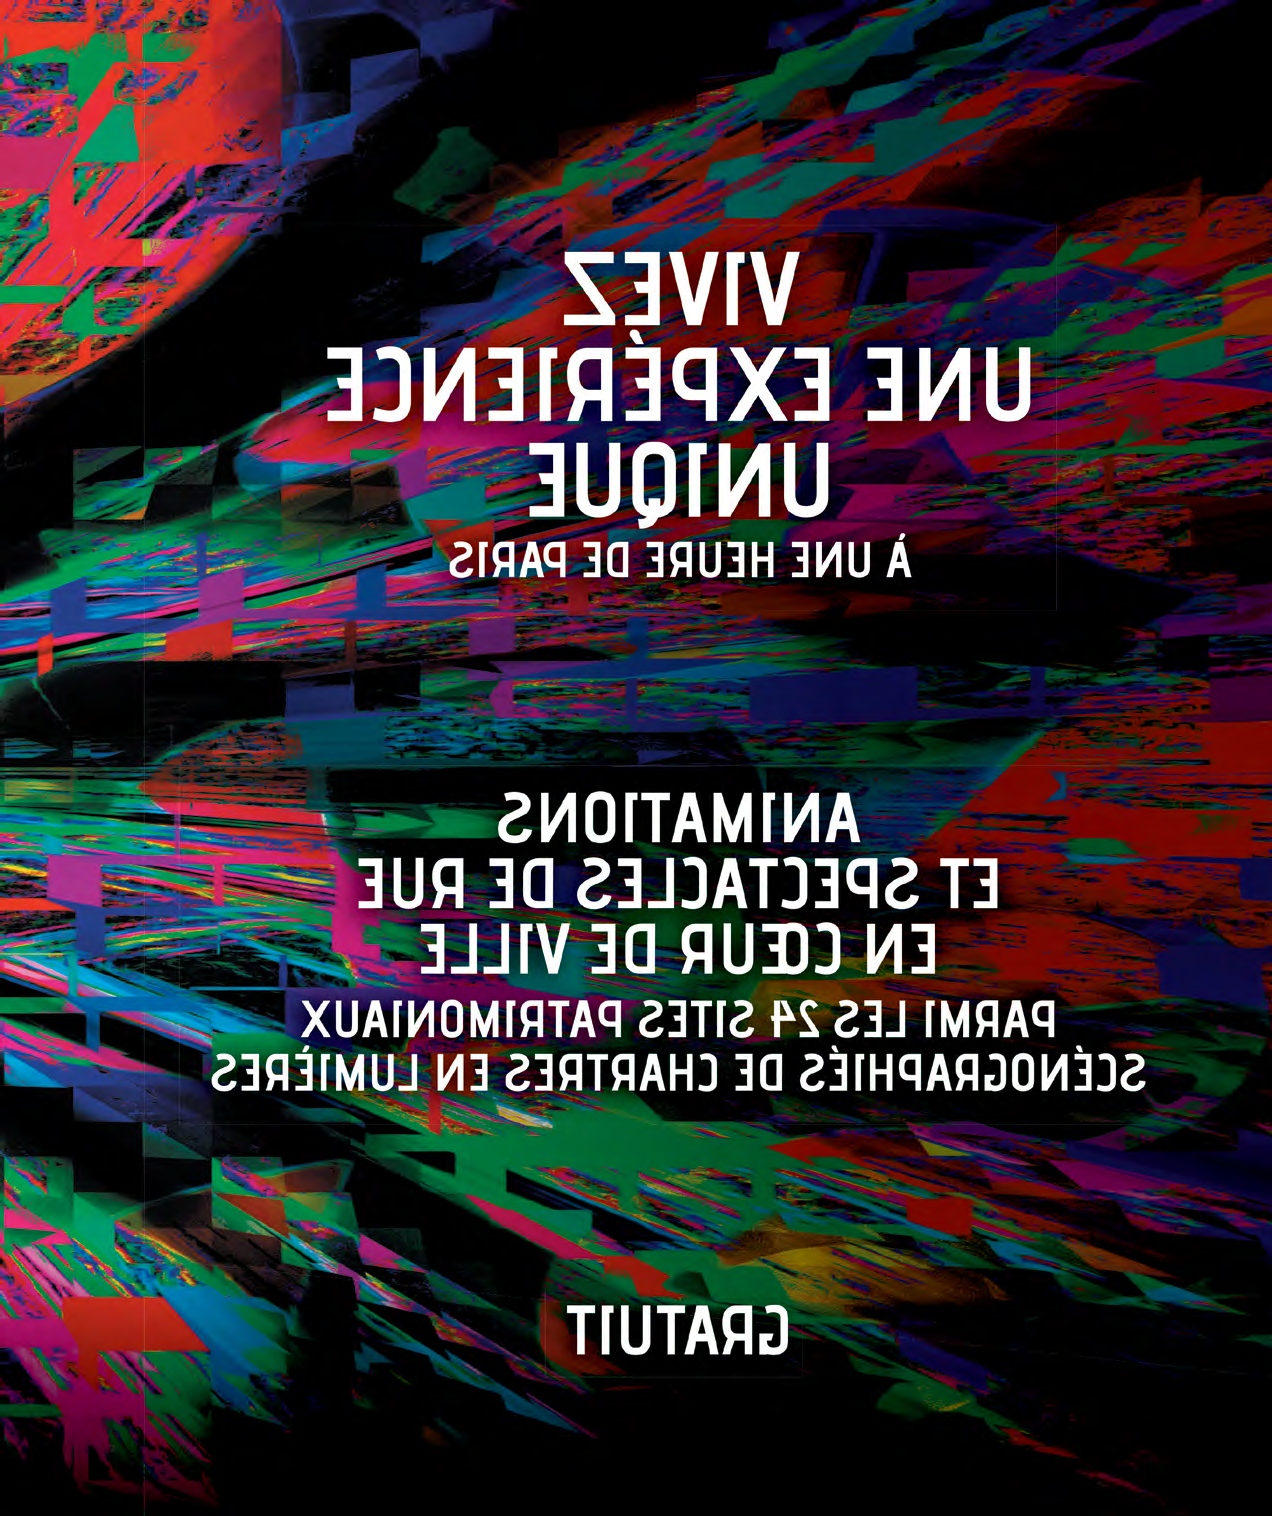 VIVEZ
UNE EXPÉRIENCE
UNIQUE
À UNE HEURE DE PARIS
ANIMATIONS
ET SPECTACLES DE RUE
EN CŒUR DE VILLE
PARMI LES 24 SITES PATRIMONIAUX
SCÉNOGRAPHIÉS DE CHARTRES EN LUMIÈRES
GRATUIT